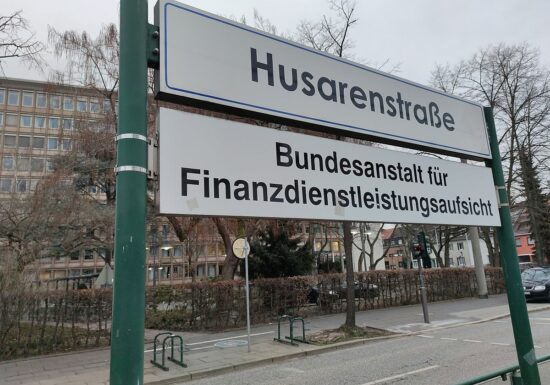 Husarenstraße
Bundesanstalt für
Finanzdienstleistungsaufsicht